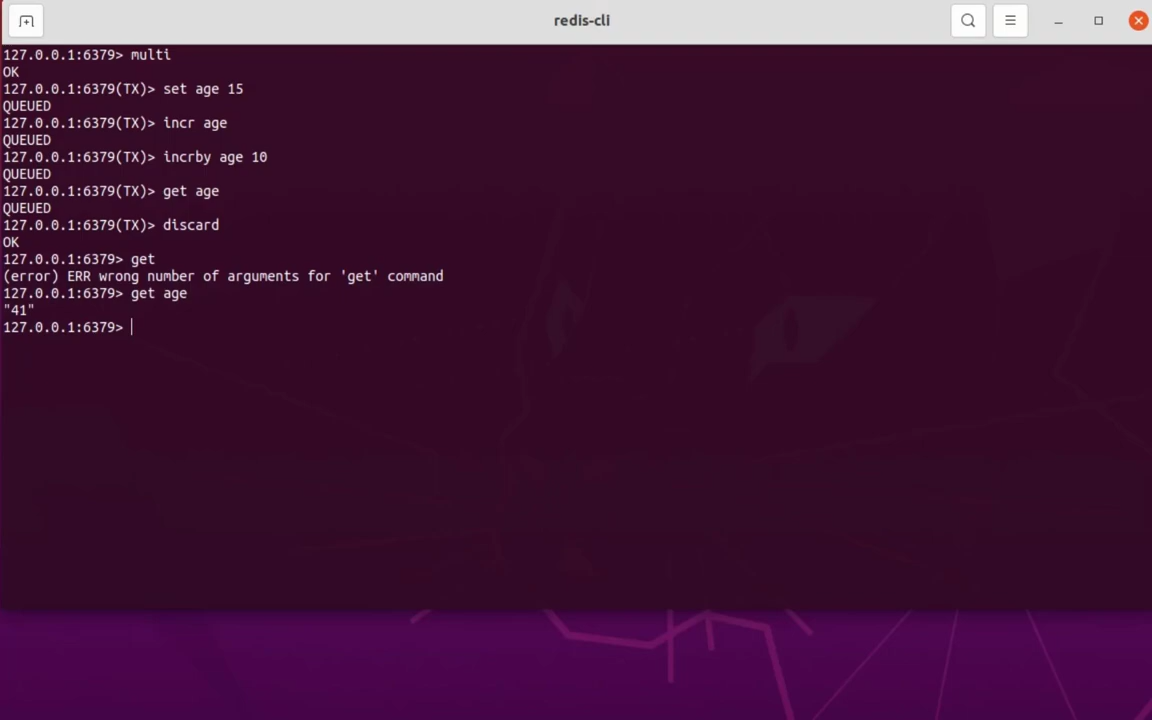 redis-cli
127.0.0.1:6379> multi
OK
127.0.0.1:6379(TX)> set age 15
QUEUED
127.0.0.1:6379(TX)> incr age
QUEUED
127.0.0.1:6379(TX)> incrby age 10
QUEUED
127.0.0.1:6379(TX)> get age
QUEUED
127.0.0.1:6379(TX)> discard
OK
127.0.0.1:6379> get
(error) ERR wrong number of arguments for 'get' command
127.0.0.1:6379> get age
"41"
127.0.0.1:6379>